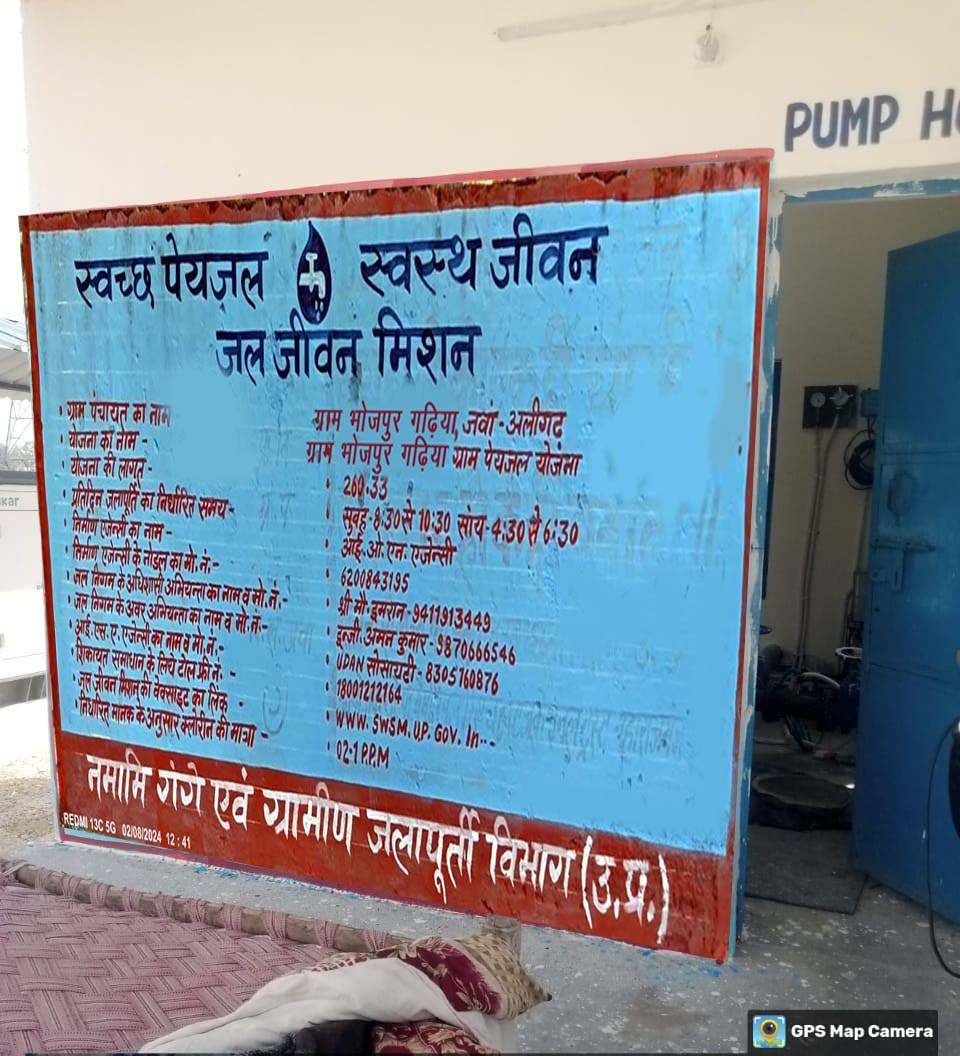 PUMP HO
स्वच्छ पेयजल स्वस्थ जीवन
जल जीवन मिशन
• ग्राम पंचायत का नाम ग्राम भोजपुर गढ़िया, जवां - अलीगढ़
• योजना का नाम - ग्राम भोजपुर गढ़िया ग्राम पेयजल योजना
• योजना की लागत - • 260.33
• प्रतिदिन जलापूर्ति का निर्धारित समय - • सुबह - 8:30 से 10:30 सांय - 4:30 से 6:30
• निर्माण एजेन्सी का नाम - • आई. ओ. एन. एजेन्सी
• निर्माण एजेन्सी के नोडल का मो. नं. - • 6200843195
• जल निगम के अधिशासी अभियन्ता का नाम व मो. नं. - • श्री मौ. इमरान - 9411913449
• जल निगम के अवर अभियन्ता का नाम व मो. नं. - • इन्जी. अमन कुमार - 9870666546
• आई. एस. ए. एजेन्सी का नाम व मो. नं. - • UDAN सोसायटी - 8305760876
• शिकायत समाधान के लिये टोल फ्री नं. - • 18001212164
• जल जीवन मिशन की वेबसाइट का लिंक - • WWW. SWSM. UP. GOV. In - -
• निर्धारित मानक के अनुसार क्लोरीन की मात्रा - • 02-1 P.P.M
नमामि गंगे एवं ग्रामीण जलापूर्ती विभाग (उ.प्र.)
REDMI 13C 5G 02/08/2024 12:41
GPS Map Camera